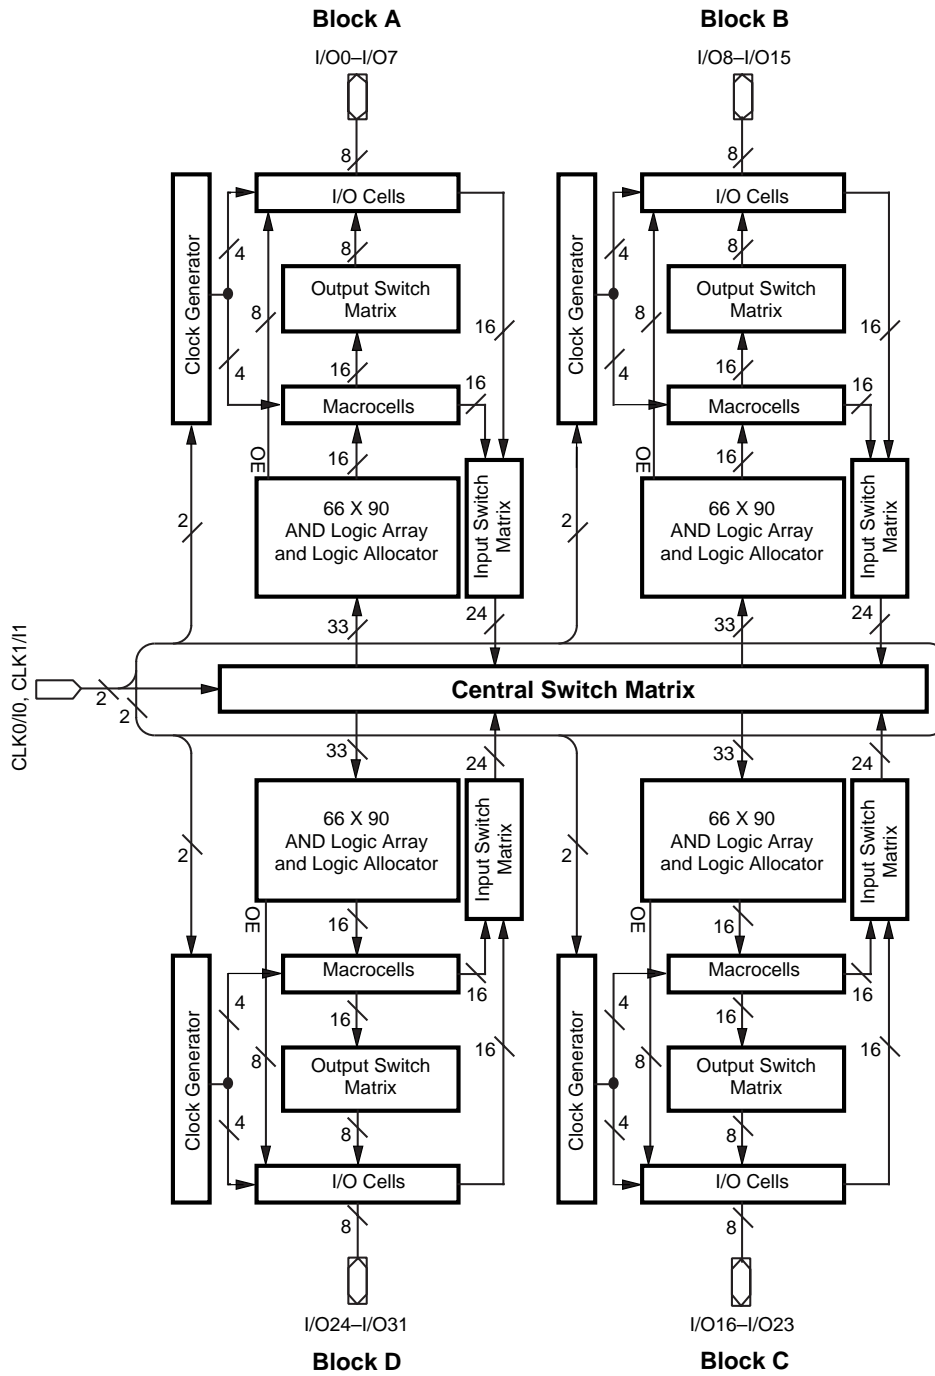 Block A
Block B
I/O0–I/O7
I/O8–I/O15
8
8
I/O Cells
I/O Cells
Clock Generator
4
8
Output Switch
Matrix
8
16
4
16
16
Macrocells
OE
16
66 X 90
AND Logic Array
and Logic Allocator
Input Switch
Matrix
2
33
24
Clock Generator
4
8
Output Switch
Matrix
8
16
4
16
16
Macrocells
OE
16
66 X 90
AND Logic Array
and Logic Allocator
Input Switch
Matrix
2
33
24
CLK0/I0, CLK1/I1
2
2
Central Switch Matrix
33
24
66 X 90
AND Logic Array
and Logic Allocator
Input Switch
Matrix
2
OE
16
Macrocells
16
Clock Generator
4
16
16
8
Output Switch
Matrix
4
8
I/O Cells
8
33
24
66 X 90
AND Logic Array
and Logic Allocator
Input Switch
Matrix
2
OE
16
Macrocells
16
Clock Generator
4
16
16
8
Output Switch
Matrix
4
8
I/O Cells
8
I/O24–I/O31
I/O16–I/O23
Block D
Block C